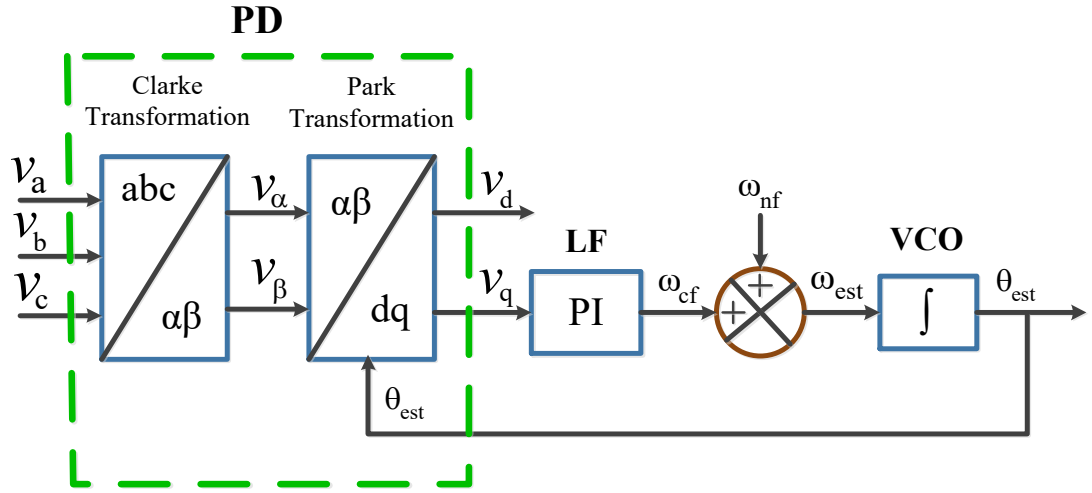 PD
Clarke
Transformation
Park
Transformation
va
vb
vc
abc
αβ
vα
vβ
αβ
dq
θest
vd
vq
LF
PI
ωcf
ωnf
+
+
ωest
VCO
∫
θest